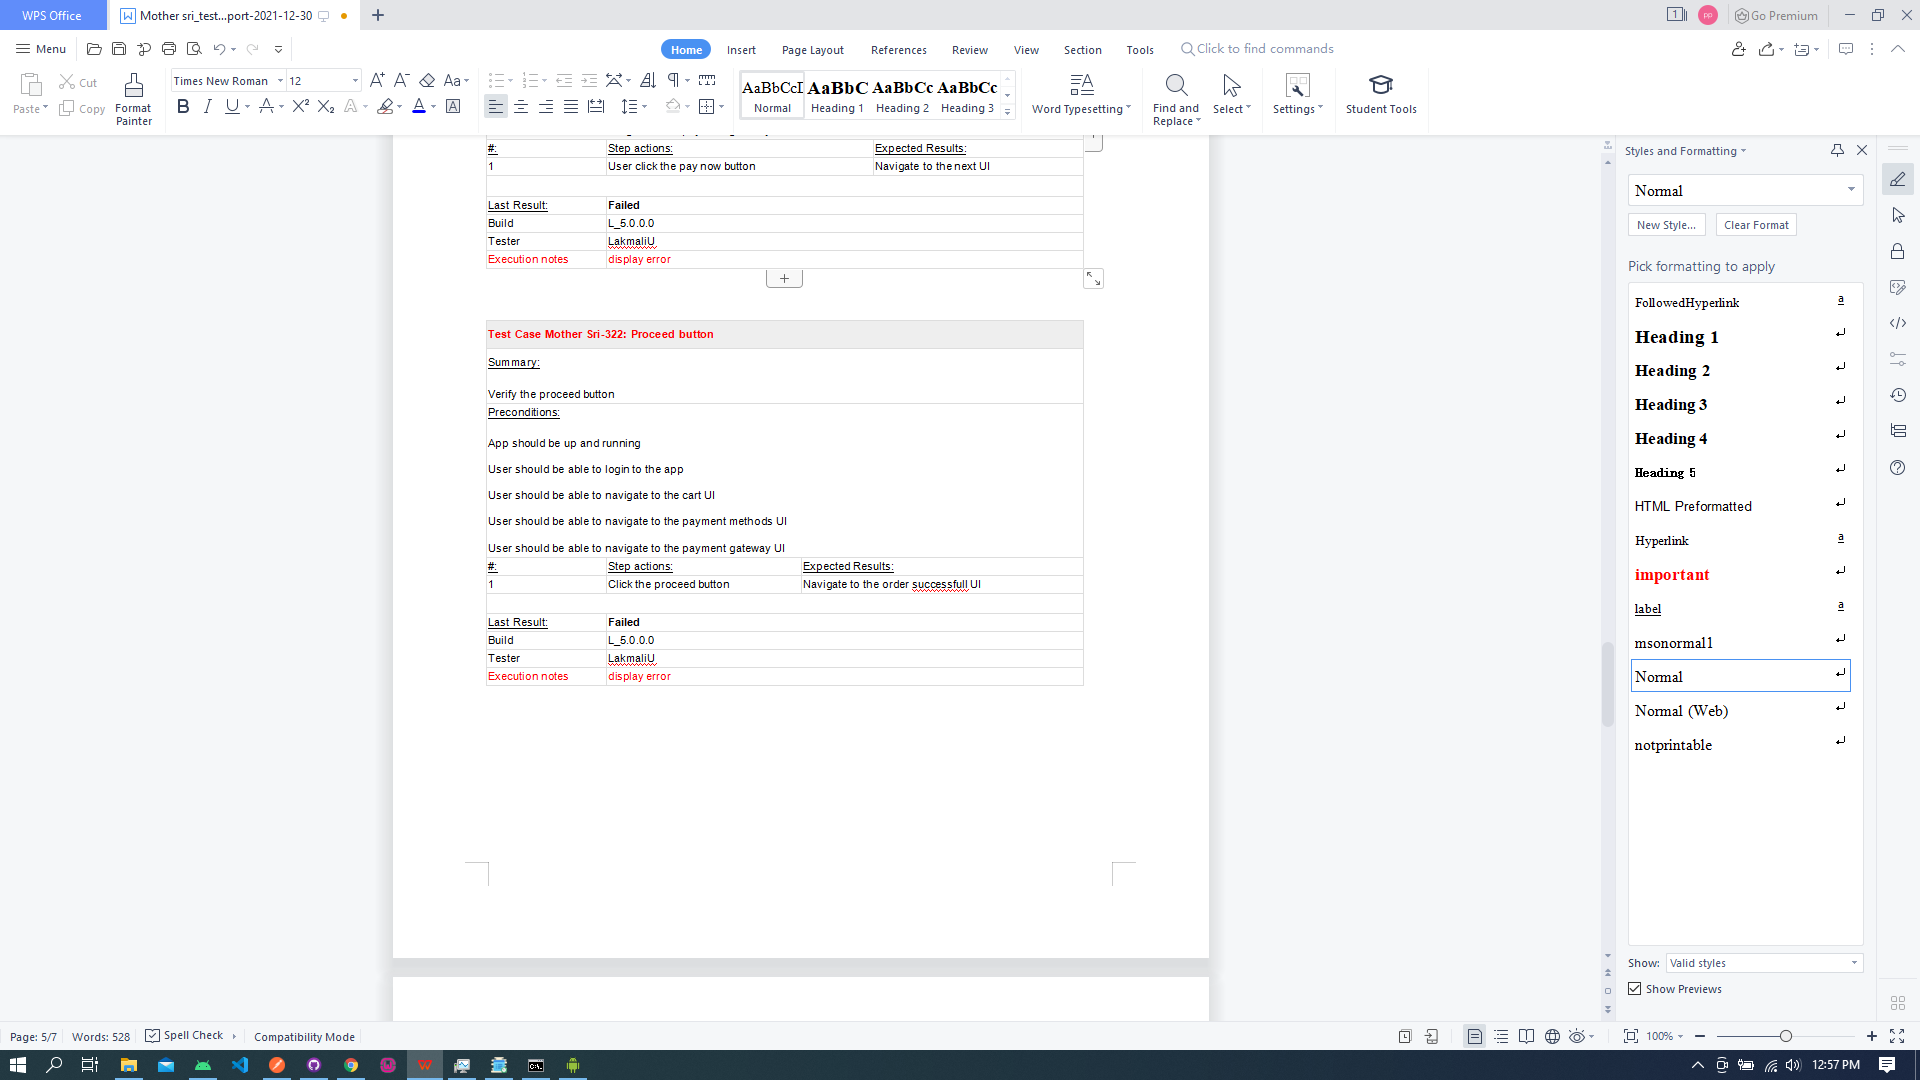 WPS Office
Mother sri_test...port-2021-12-30
1
PP
Go Premium
Menu
Home
Insert
Page Layout
References
Review
View
Section
Tools
Click to find commands
Paste
Cut
Copy
Format
Painter
Times New Roman
12
AaBbCcD
Normal
AaBbC
Heading 1
AaBbCc
Heading 2
AaBbCc
Heading 3
Word Typesetting
Find and
Replace
Select
Settings
Student Tools
#: Step actions: Expected Results:
1 User click the pay now button Navigate to the next UI
Last Result: Failed
Build L_5.0.0.0
Tester LakmaliU
Execution notes display error
Test Case Mother Sri-322: Proceed button
Summary:
Verify the proceed button
Preconditions:
App should be up and running
User should be able to login to the app
User should be able to navigate to the cart UI
User should be able to navigate to the payment methods UI
User should be able to navigate to the payment gateway UI
#: Step actions: Expected Results:
1 Click the proceed button Navigate to the order successfull UI
Last Result: Failed
Build L_5.0.0.0
Tester LakmaliU
Execution notes display error
Styles and Formatting
Normal
New Style...
Clear Format
Pick formatting to apply
FollowedHyperlink a
Heading 1
Heading 2
Heading 3
Heading 4
Heading 5
HTML Preformatted
Hyperlink a
important
label a
msonormal1
Normal
Normal (Web)
notprintable
Show: Valid styles
Show Previews
Page: 5/7
Words: 528
Spell Check
Compatibility Mode
100%
12:57 PM